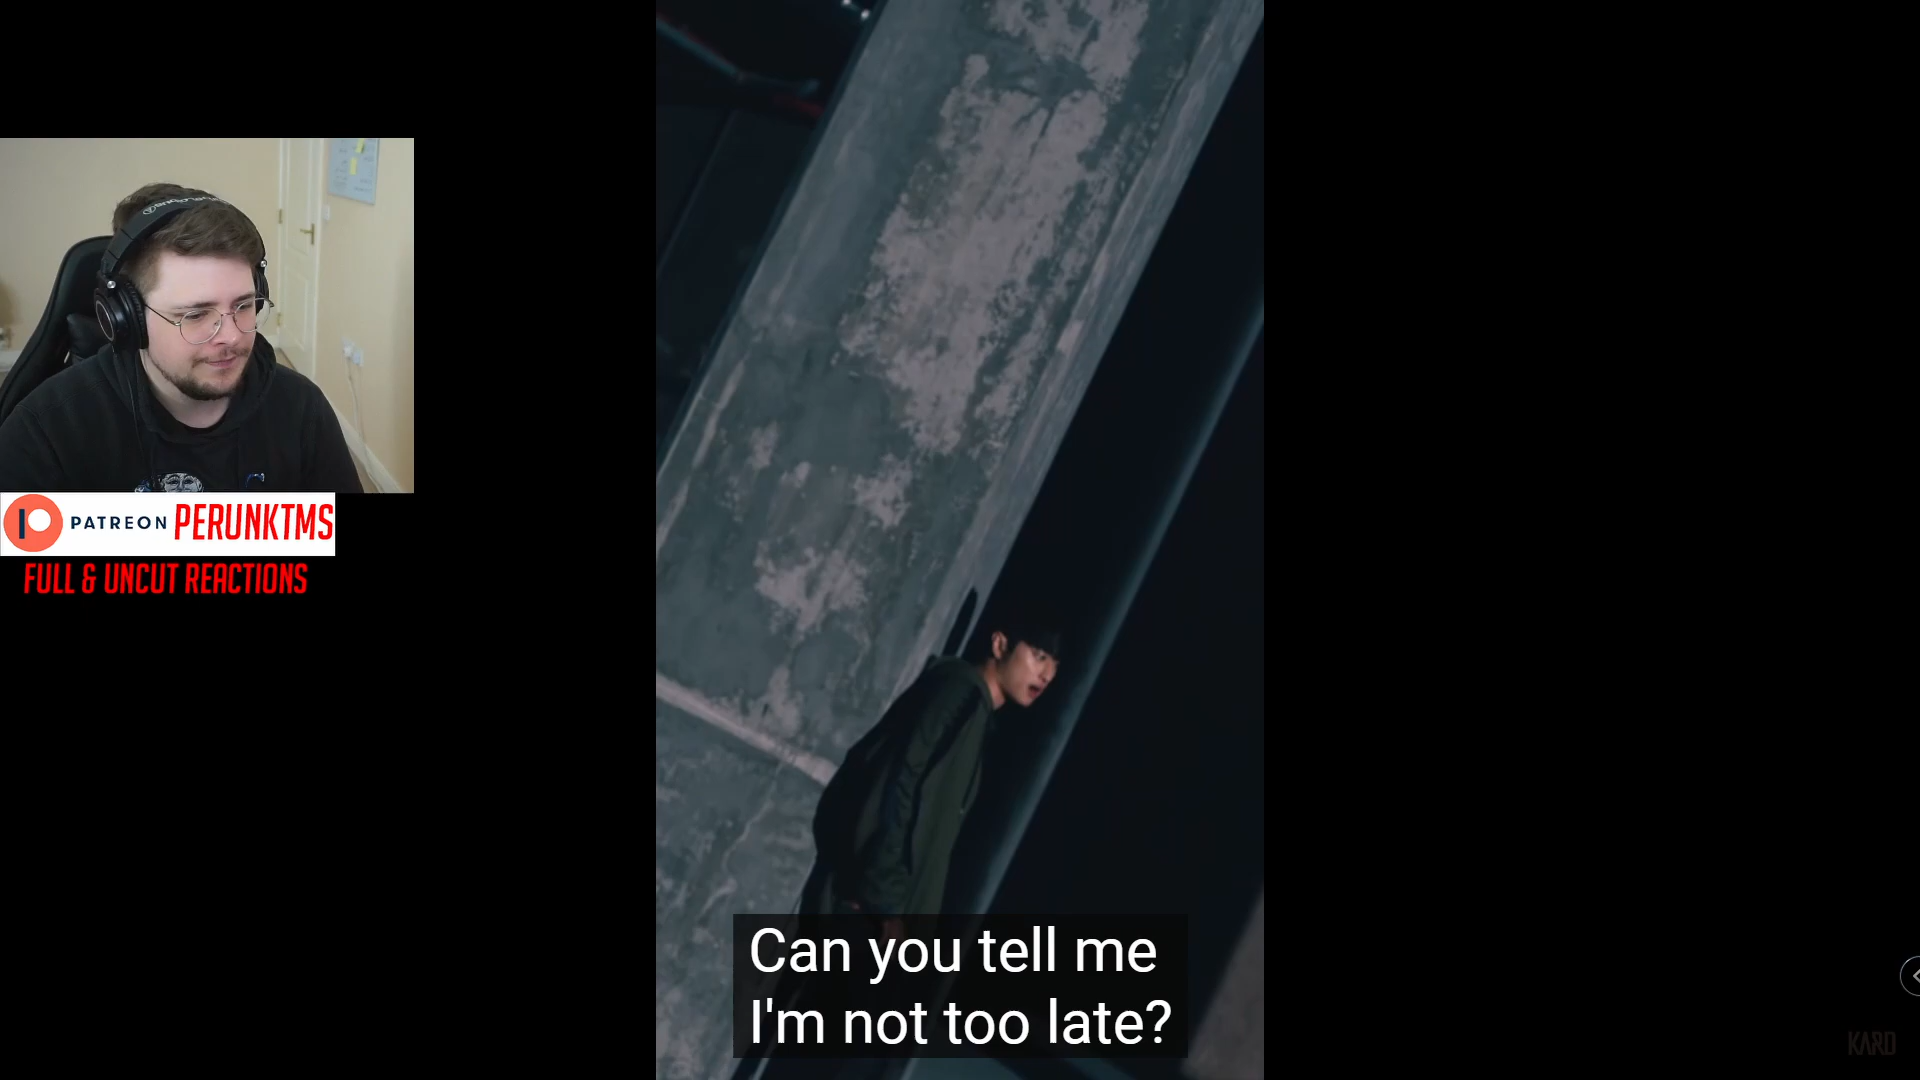 PATREON PERUNKTMS
FULL & UNCUT REACTIONS
Can you tell me
I'm not too late?
KARD